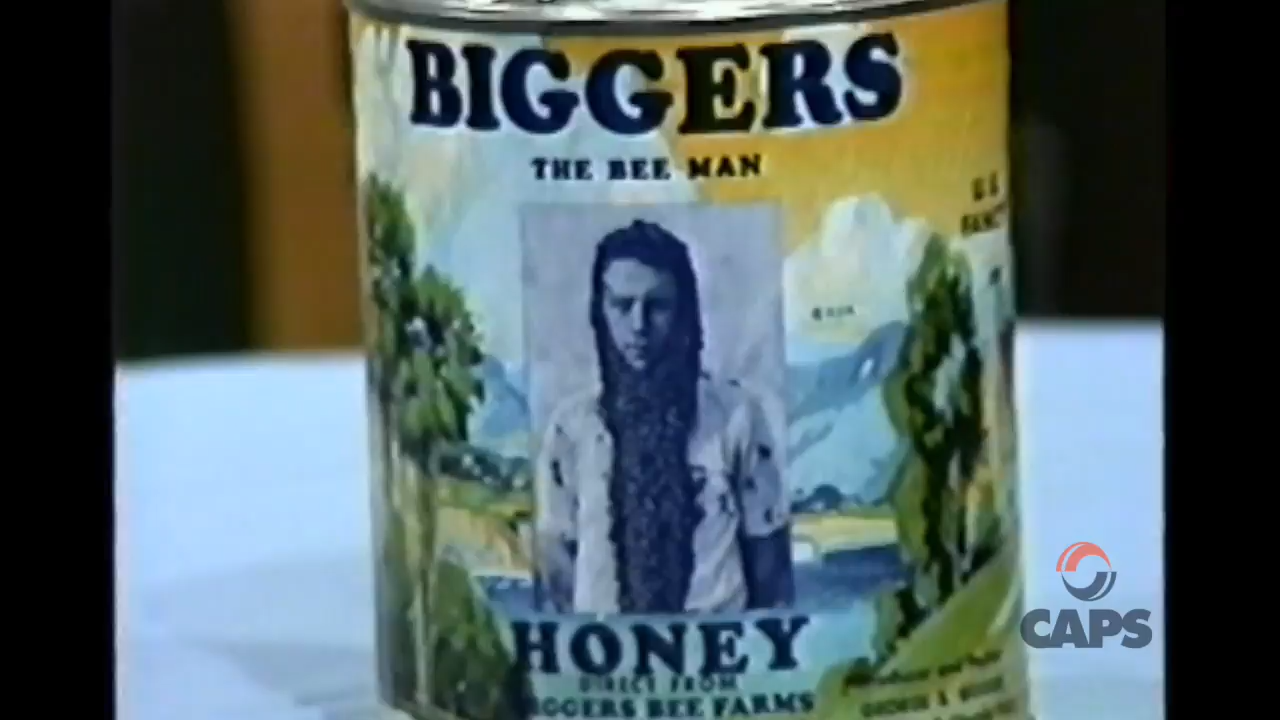 BIGGERS
THE BEE MAN
HONEY
DIRECT FROM
BIGGERS BEE FARMS
CAPS